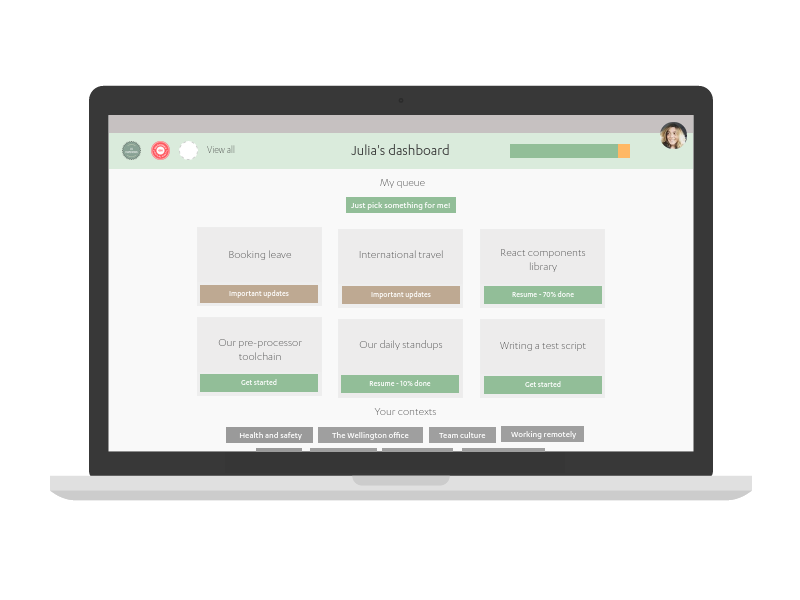 View all
Julia's dashboard
My queue
Just pick something for me!
Booking leave
Important updates
International travel
Important updates
React components
library
Resume - 70% done
Our pre-processor
toolchain
Get started
Our daily standups
Resume - 10% done
Writing a test script
Get started
Your contexts
Health and safety
The Wellington office
Team culture
Working remotely